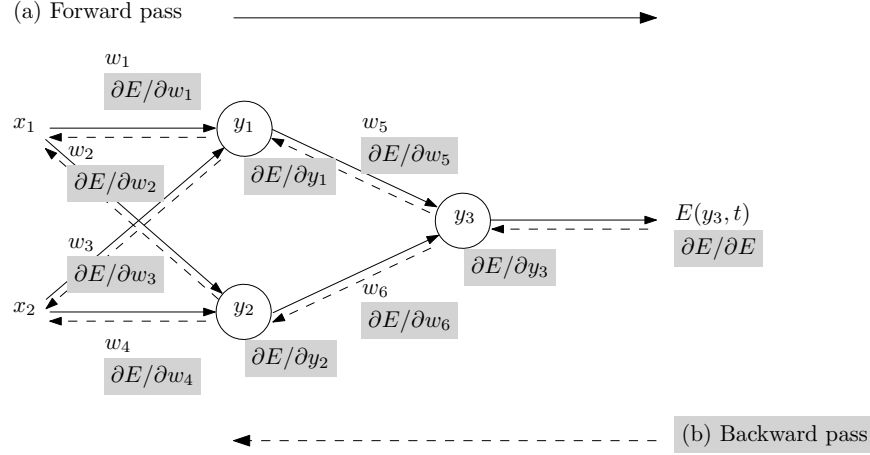 (a) Forward pass
w₁
∂E/∂w₁
x₁
y₁
w₂
∂E/∂w₂
w₅
∂E/∂w₅
∂E/∂y₁
y₃
E(y₃, t)
∂E/∂E
w₃
∂E/∂w₃
∂E/∂y₃
x₂
y₂
w₆
∂E/∂w₆
w₄
∂E/∂w₄
∂E/∂y₂
(b) Backward pass